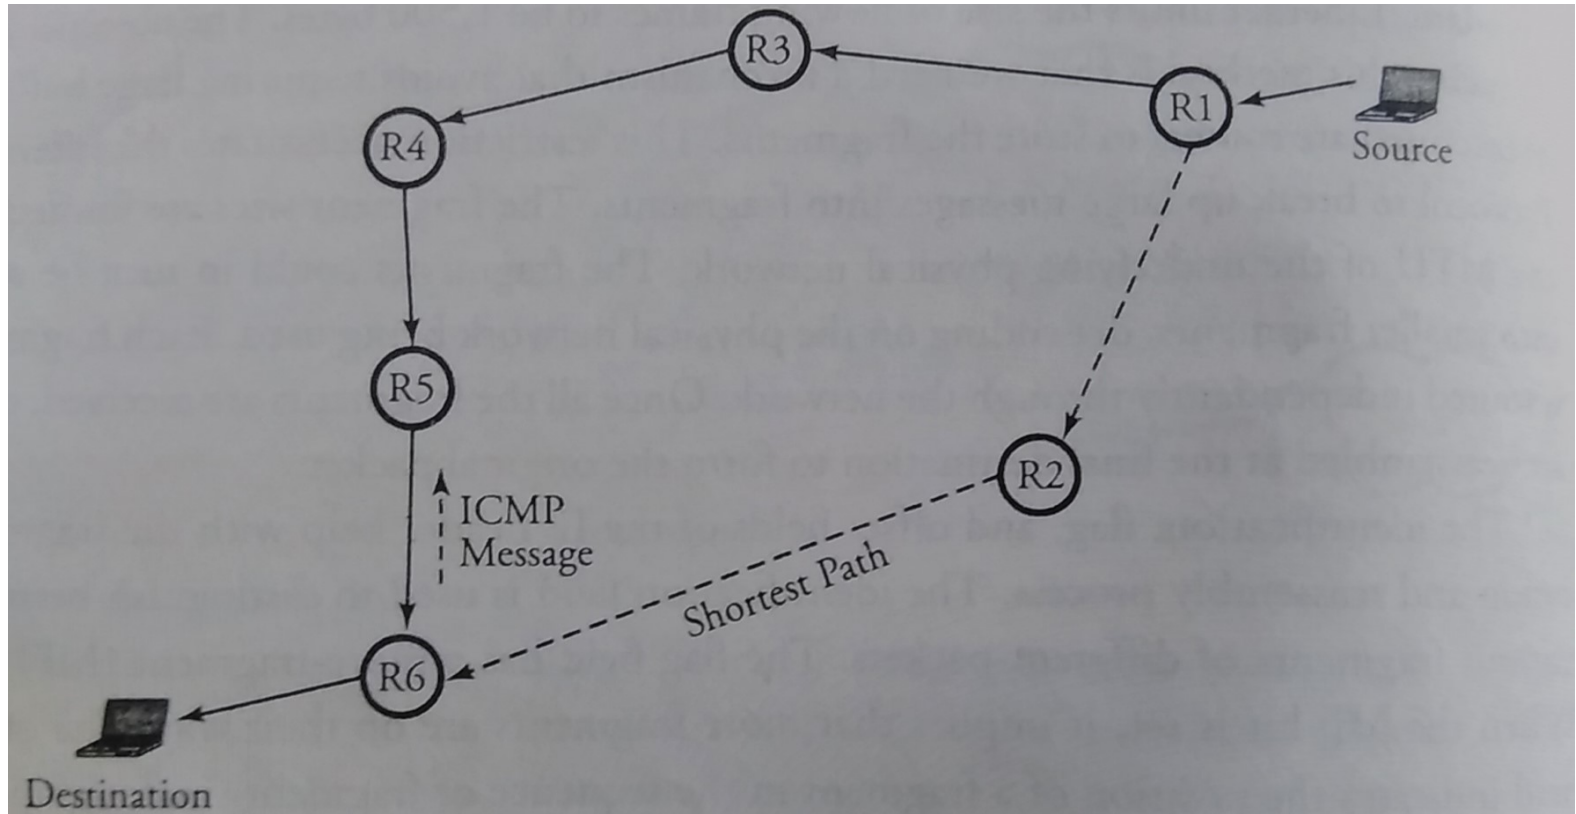 R3
R1
Source
R4
R5
R2
ICMP
Message
Shortest Path
R6
Destination